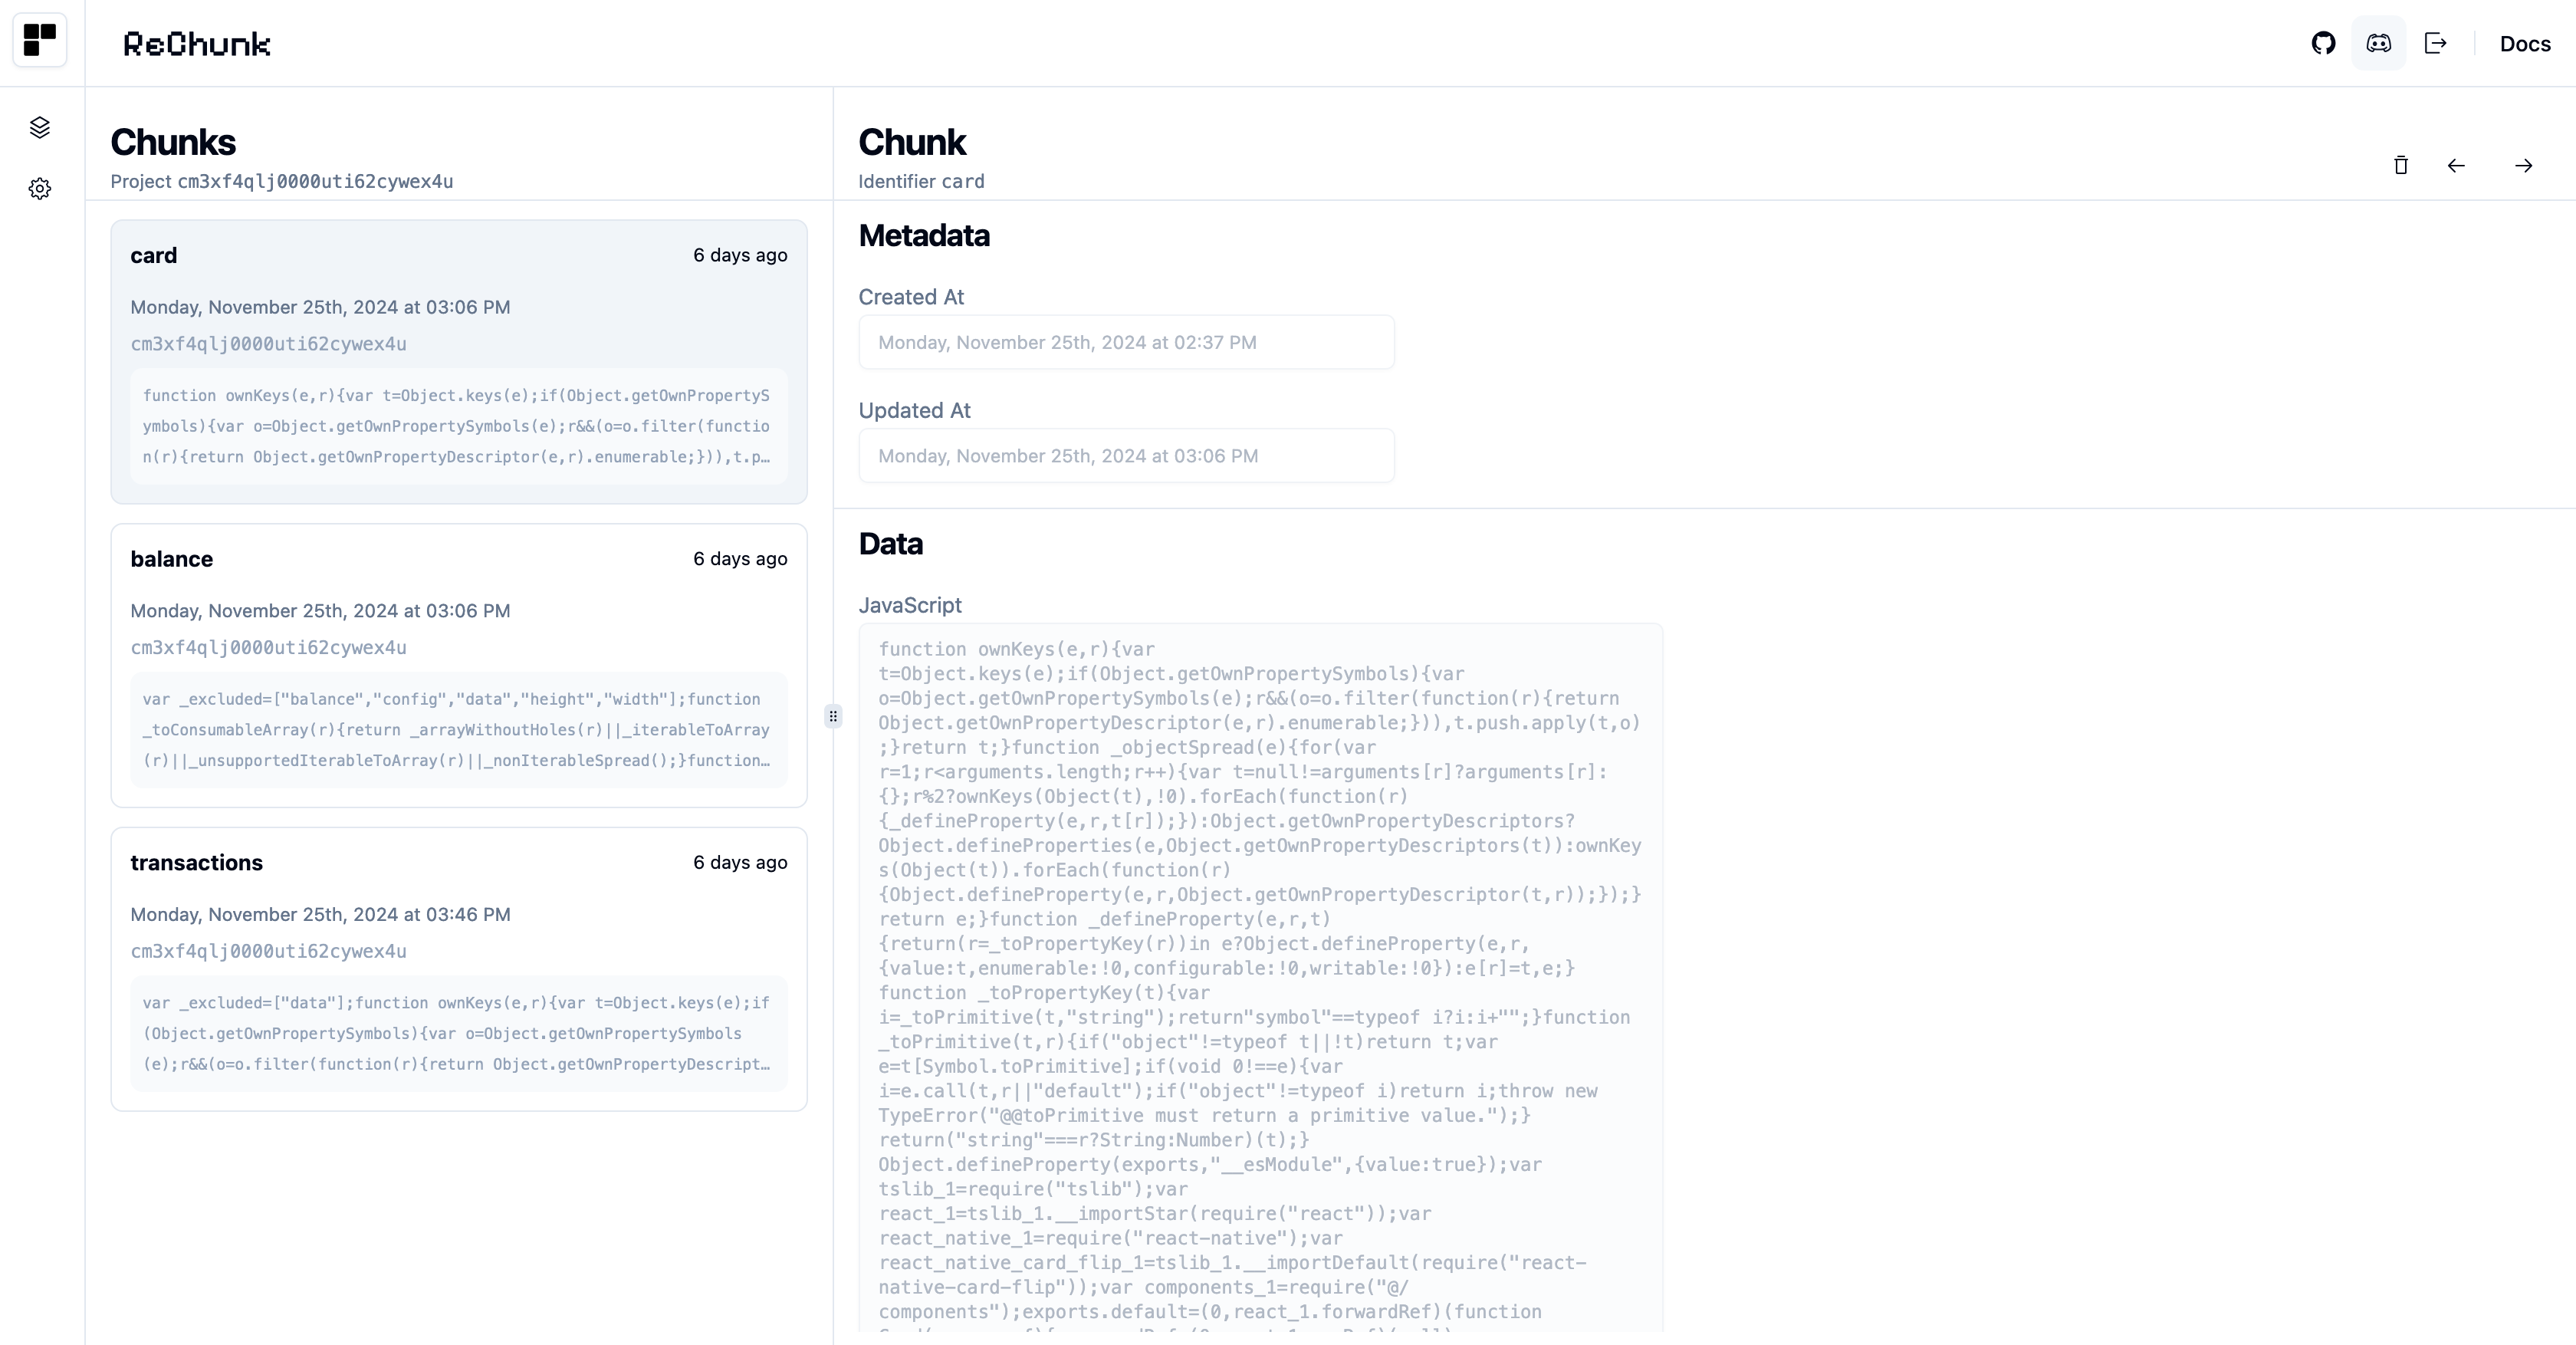 ReChunk
Docs
Chunks
Project cm3xf4qlj0000uti62cywex4u
card
6 days ago
Monday, November 25th, 2024 at 03:06 PM
cm3xf4qlj0000uti62cywex4u
function ownKeys(e,r){var t=Object.keys(e);if(Object.getOwnPropertyS
ymbols){var o=Object.getOwnPropertySymbols(e);r&&(o=o.filter(functio
n(r){return Object.getOwnPropertyDescriptor(e,r).enumerable;})),t.p…
balance
6 days ago
Monday, November 25th, 2024 at 03:06 PM
cm3xf4qlj0000uti62cywex4u
var _excluded=["balance","config","data","height","width"];function
_toConsumableArray(r){return _arrayWithoutHoles(r)||_iterableToArray
(r)||_unsupportedIterableToArray(r)||_nonIterableSpread();}function…
transactions
6 days ago
Monday, November 25th, 2024 at 03:46 PM
cm3xf4qlj0000uti62cywex4u
var _excluded=["data"];function ownKeys(e,r){var t=Object.keys(e);if
(Object.getOwnPropertySymbols){var o=Object.getOwnPropertySymbols
(e);r&&(o=o.filter(function(r){return Object.getOwnPropertyDescript…
Chunk
Identifier card
Metadata
Created At
Monday, November 25th, 2024 at 02:37 PM
Updated At
Monday, November 25th, 2024 at 03:06 PM
Data
JavaScript
function ownKeys(e,r){var
t=Object.keys(e);if(Object.getOwnPropertySymbols){var
o=Object.getOwnPropertySymbols(e);r&&(o=o.filter(function(r){return
Object.getOwnPropertyDescriptor(e,r).enumerable;})),t.push.apply(t,o)
;}return t;}function _objectSpread(e){for(var
r=1;r<arguments.length;r++){var t=null!=arguments[r]?arguments[r]:
{};r%2?ownKeys(Object(t),!0).forEach(function(r)
{_defineProperty(e,r,t[r]);}):Object.getOwnPropertyDescriptors?
Object.defineProperties(e,Object.getOwnPropertyDescriptors(t)):ownKey
s(Object(t)).forEach(function(r)
{Object.defineProperty(e,r,Object.getOwnPropertyDescriptor(t,r));});}
return e;}function _defineProperty(e,r,t)
{return(r=_toPropertyKey(r))in e?Object.defineProperty(e,r,
{value:t,enumerable:!0,configurable:!0,writable:!0}):e[r]=t,e;}
function _toPropertyKey(t){var
i=_toPrimitive(t,"string");return"symbol"==typeof i?i:i+"";}function
_toPrimitive(t,r){if("object"!=typeof t||!t)return t;var
e=t[Symbol.toPrimitive];if(void 0!==e){var
i=e.call(t,r||"default");if("object"!=typeof i)return i;throw new
TypeError("@@toPrimitive must return a primitive value.");}
return("string"===r?String:Number)(t);}
Object.defineProperty(exports,"__esModule",{value:true});var
tslib_1=require("tslib");var
react_1=tslib_1.__importStar(require("react"));var
react_native_1=require("react-native");var
react_native_card_flip_1=tslib_1.__importDefault(require("react-
native-card-flip"));var components_1=require("@/
components");exports.default=(0,react_1.forwardRef)(function